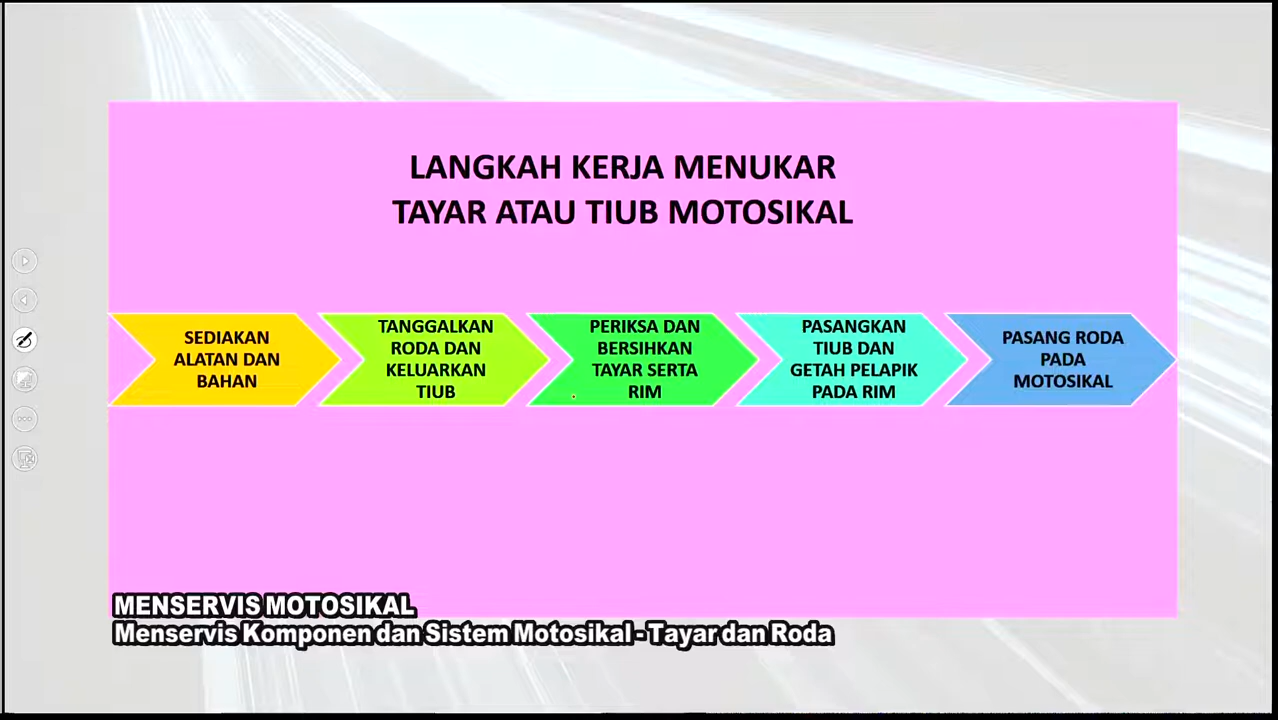 LANGKAH KERJA MENUKAR
TAYAR ATAU TIUB MOTOSIKAL
SEDIAKAN
ALATAN DAN
BAHAN
TANGGALKAN
RODA DAN
KELUARKAN
TIUB
PERIKSA DAN
BERSIHKAN
TAYAR SERTA
RIM
PASANGKAN
TIUB DAN
GETAH PELAPIK
PADA RIM
PASANG RODA
PADA
MOTOSIKAL
MENSERVIS MOTOSIKAL
Menservis Komponen dan Sistem Motosikal - Tayar dan Roda